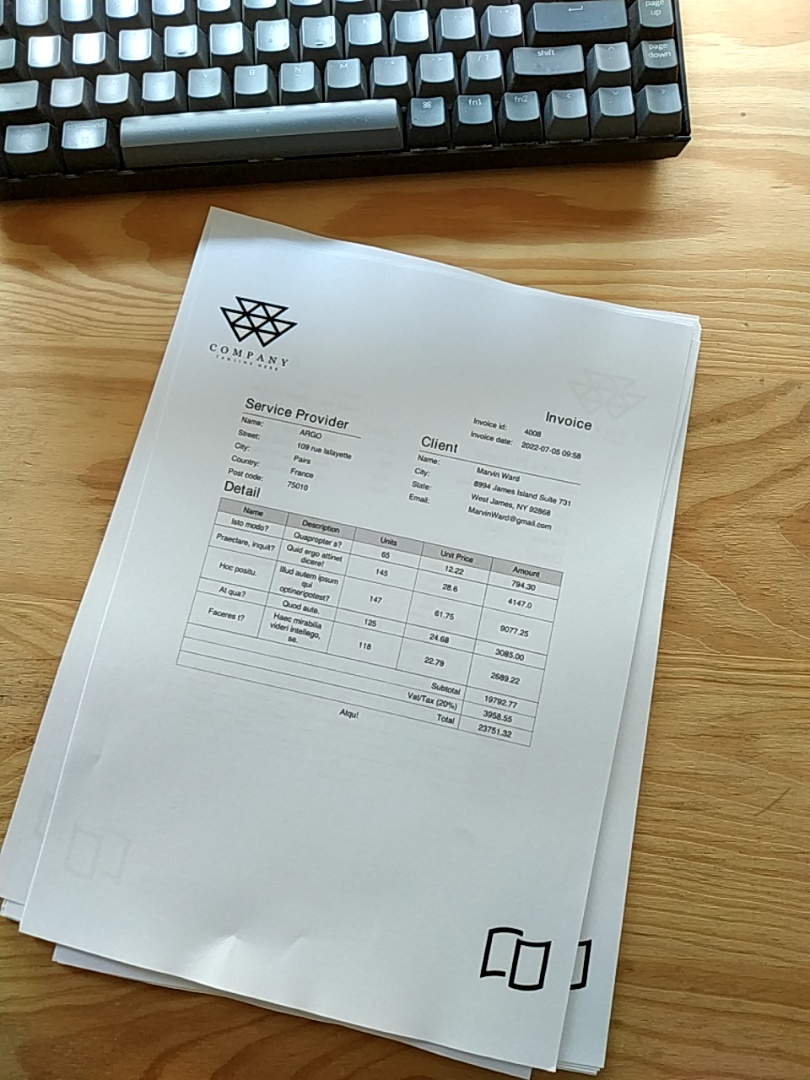 page up
shift
page down
V B N M
fn1 fn2
COMPANY
Invoice
Invoice id: 4008
Invoice date: 2022-07-05 09:58
Service Provider
Name: ARGO
Street: 109 rue lafayette
City: Pairs
Country: France
Post code: 75010
Client
Name: Marvin Ward
City: 8994 James Island Suite 731
State: West James, NY 92868
Email: MarvinWard@gmail.com
Detail
Name Description Units Unit Price Amount
Isto modo? Quapropter s? 65 12.22 794.30
Praeclare, inquit? Quid ergo attinet dicere! 145 28.6 4147.0
Hoc positu. Illud autem ipsum qui optineripotest? 147 61.75 9077.25
At qua? Quod aute. 125 24.68 3085.00
Faceres t? Haec mirabilia videri intellego, se. 118 22.79 2689.22
Subtotal 19792.77
Vat/Tax (20%) 3958.55
Total 23751.32
Atqu!